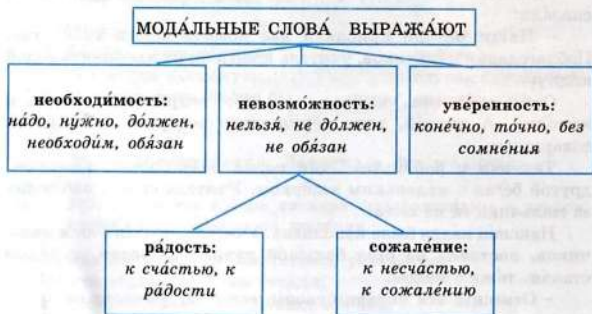 МОДА́ЛЬНЫЕ СЛОВА́ ВЫРАЖА́ЮТ
необходи́мость:
на́до, ну́жно, до́лжен,
необходи́м, обя́зан
невозмо́жность:
нельзя́, не до́лжен,
не обя́зан
уве́ренность:
коне́чно, то́чно, без
сомне́ния
ра́дость:
к сча́стью, к
ра́дости
сожале́ние:
к несча́стью,
к сожале́нию